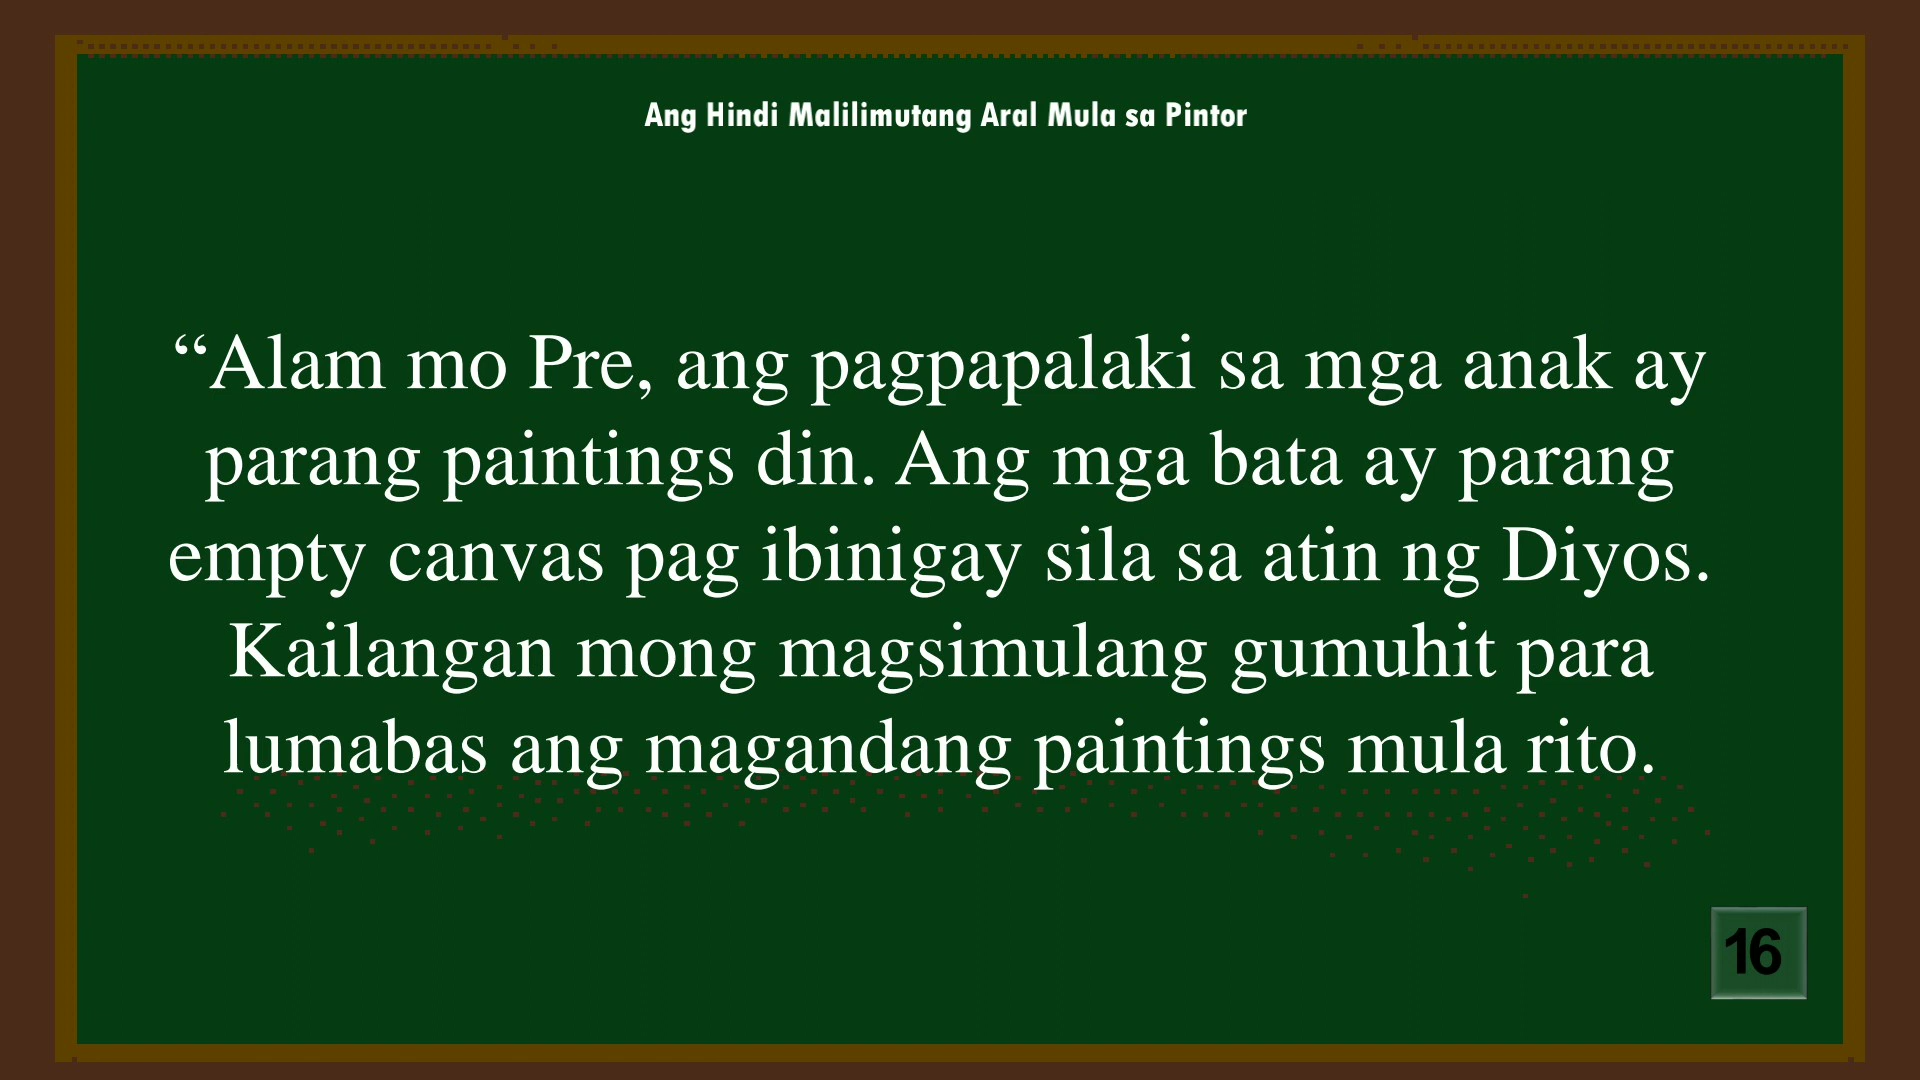 Ang Hindi Malilimutang Aral Mula sa Pintor
“Alam mo Pre, ang pagpapalaki sa mga anak ay
parang paintings din. Ang mga bata ay parang
empty canvas pag ibinigay sila sa atin ng Diyos.
Kailangan mong magsimulang gumuhit para
lumabas ang magandang paintings mula rito.
16